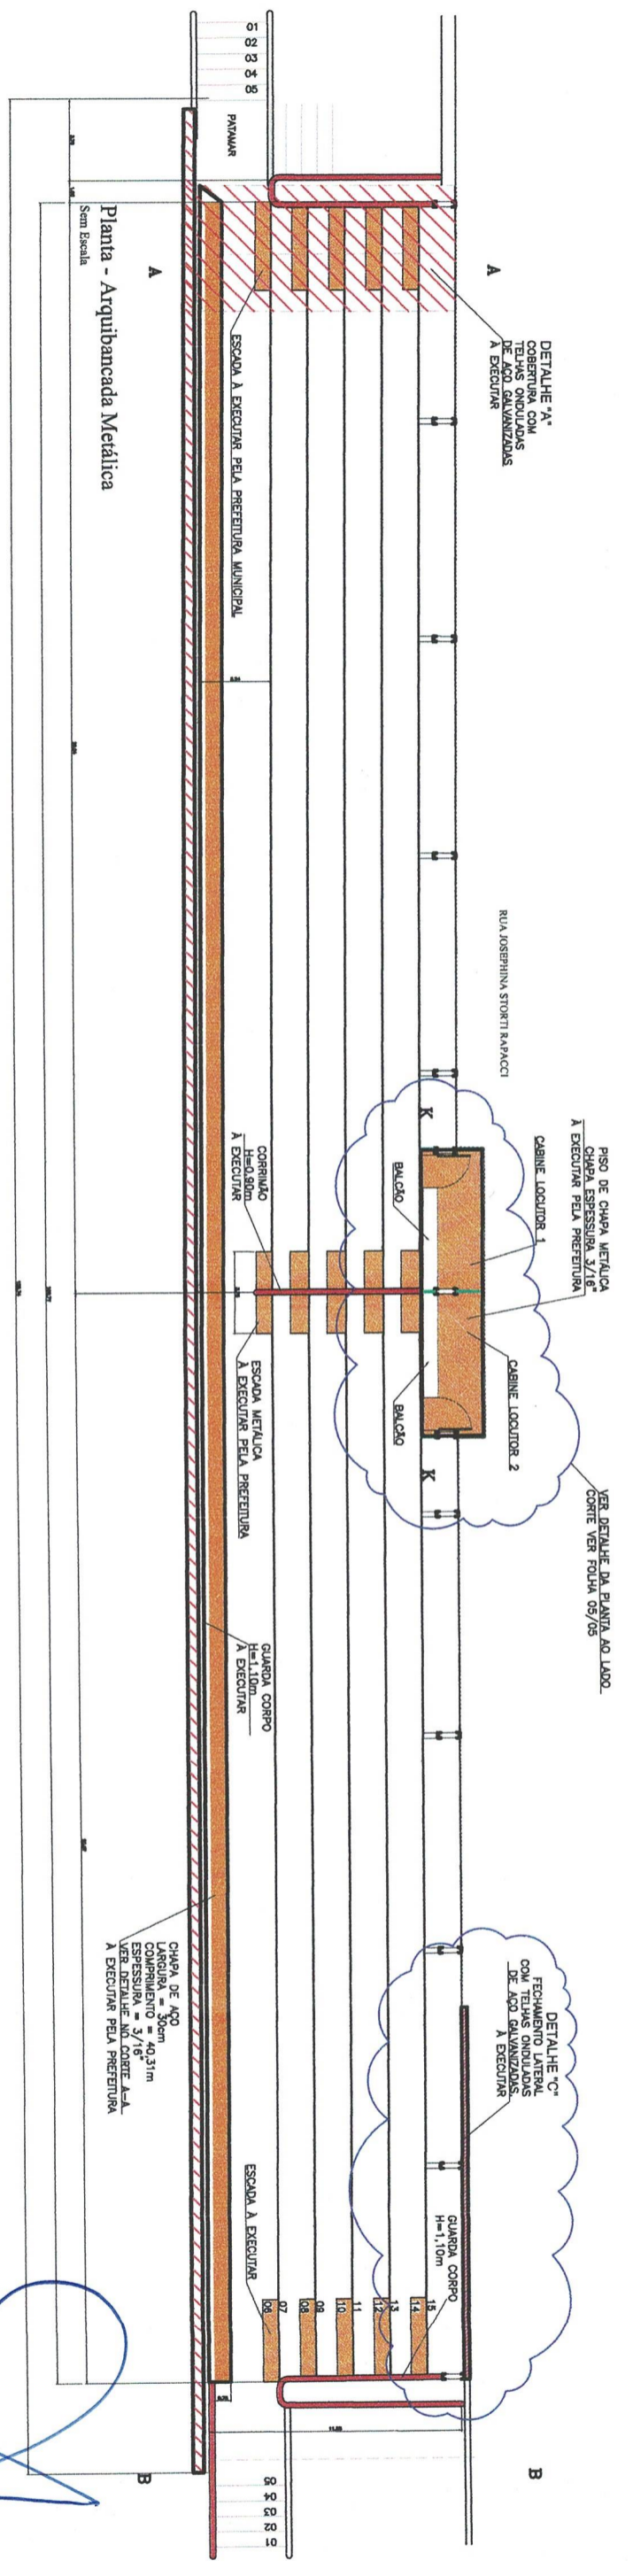 01
02
03
04
05
PATAMAR
A
A
DETALHE "A"
COBERTURA COM
TELHAS ONDULADAS
DE AÇO GALVANIZADAS
À EXECUTAR
ESCADA À EXECUTAR PELA PREFEITURA MUNICIPAL
Planta - Arquibancada Metálica
Sem Escala
RUA JOSEPHINA STORTI RAPACCI
PISO DE CHAPA METÁLICA
CHAPA ESPESSURA 3/16"
À EXECUTAR PELA PREFEITURA
CABINE LOCUTOR 1
CABINE LOCUTOR 2
K
BALCÃO
BALCÃO
K
VER DETALHE DA PLANTA AO LADO
CORTE VER FOLHA 05/05
CORRIMÃO
H=0,90m
À EXECUTAR
ESCADA METÁLICA
À EXECUTAR PELA PREFEITURA
GUARDA CORPO
H=1,10m
À EXECUTAR
CHAPA DE AÇO
LARGURA = 30cm
COMPRIMENTO = 40,31m
ESPESSURA = 3/16"
VER DETALHE NO CORTE A-A
À EXECUTAR PELA PREFEITURA
DETALHE "C"
FECHAMENTO LATERAL
COM TELHAS ONDULADAS
DE AÇO GALVANIZADAS
À EXECUTAR
GUARDA CORPO
H=1,10m
ESCADA À EXECUTAR
15
14
13
12
11
10
09
08
07
06
B
B
05
04
03
02
01